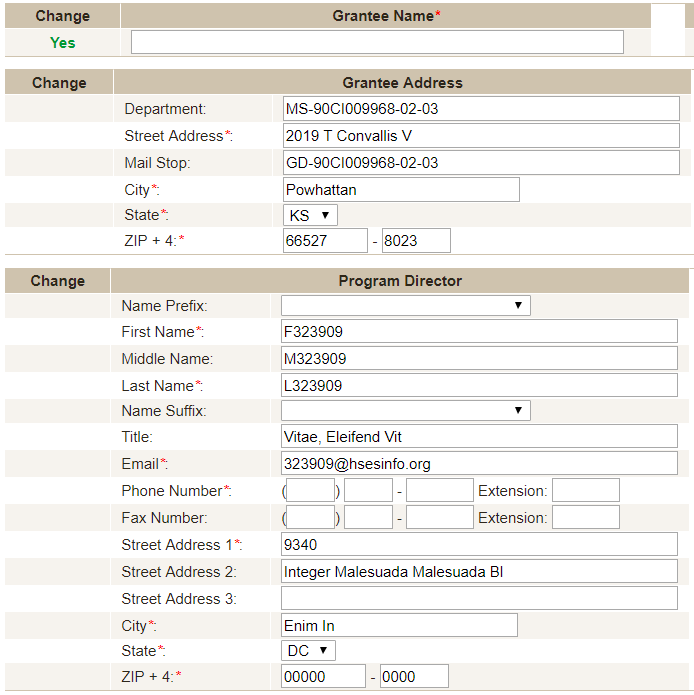 Change Grantee Name*
Yes
Change Grantee Address
Department: MS-90CI009968-02-03
Street Address*: 2019 T Convallis V
Mail Stop: GD-90CI009968-02-03
City*: Powhattan
State*: KS ▼
ZIP + 4:* 66527 - 8023
Change Program Director
Name Prefix: ▼
First Name*: F323909
Middle Name: M323909
Last Name*: L323909
Name Suffix: ▼
Title: Vitae, Eleifend Vit
Email*: 323909@hsesinfo.org
Phone Number*: ( ) - Extension:
Fax Number: ( ) - Extension:
Street Address 1*: 9340
Street Address 2: Integer Malesuada Malesuada Bl
Street Address 3:
City*: Enim In
State*: DC ▼
ZIP + 4:* 00000 - 0000